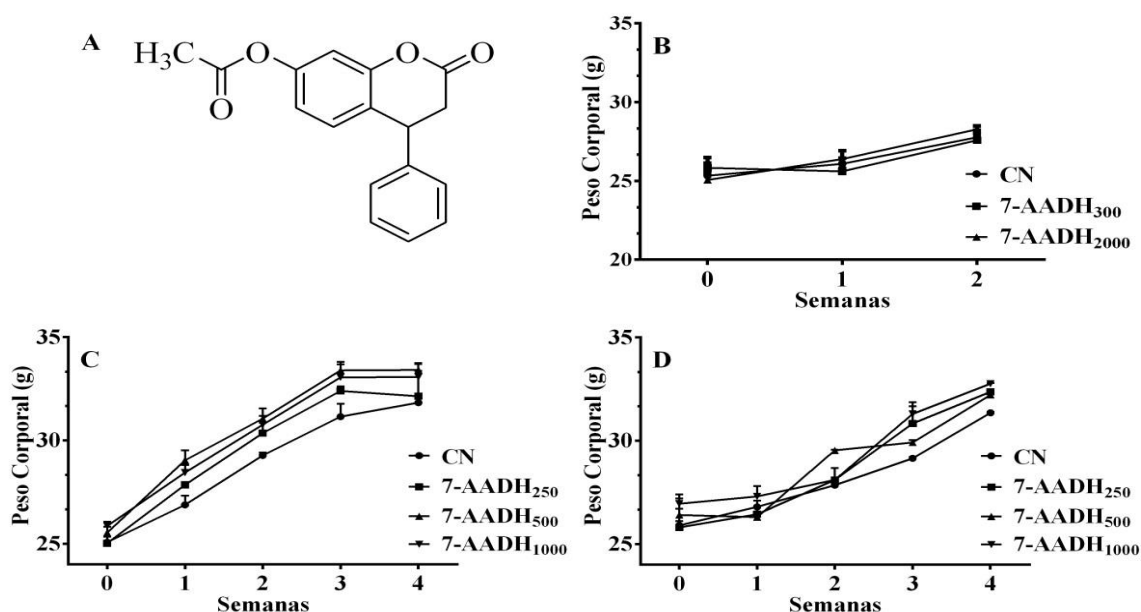 A
H₃C
O
O
O
O
B
Peso Corporal (g)
35
30
25
20
0 1 2
Semanas
CN
7-AADH₃₀₀
7-AADH₂₀₀₀
C
Peso Corporal (g)
35
30
25
0 1 2 3 4
Semanas
CN
7-AADH₂₅₀
7-AADH₅₀₀
7-AADH₁₀₀₀
D
Peso Corporal (g)
35
30
25
0 1 2 3 4
Semanas
CN
7-AADH₂₅₀
7-AADH₅₀₀
7-AADH₁₀₀₀